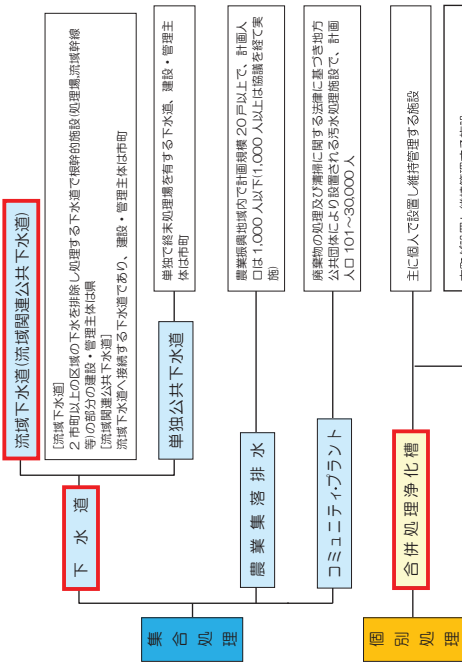 集合処理
下水道
流域下水道(流域関連公共下水道)
[流域下水道]
2 市町以上の区域の下水を排除し処理する下水道で根幹的施設(処理場,流域幹線
等)の部分の建設・管理主体は県
[流域関連公共下水道]
流域下水道へ接続する下水道であり、建設・管理主体は市町
単独公共下水道
単独で終末処理場を有する下水道、建設・管理主
体は市町
農業集落排水
農業振興地域内で計画規模 20 戸以上で、計画人
口は 1,000 人以下(1,000 人以上は協議を経て実
施)
コミュニティ・プラント
廃棄物の処理及び清掃に関する法律に基づき地方
公共団体により設置される汚水処理施設で、計画
人口 101～30,000 人
個別処理
合併処理浄化槽
主に個人で設置し維持管理する施設